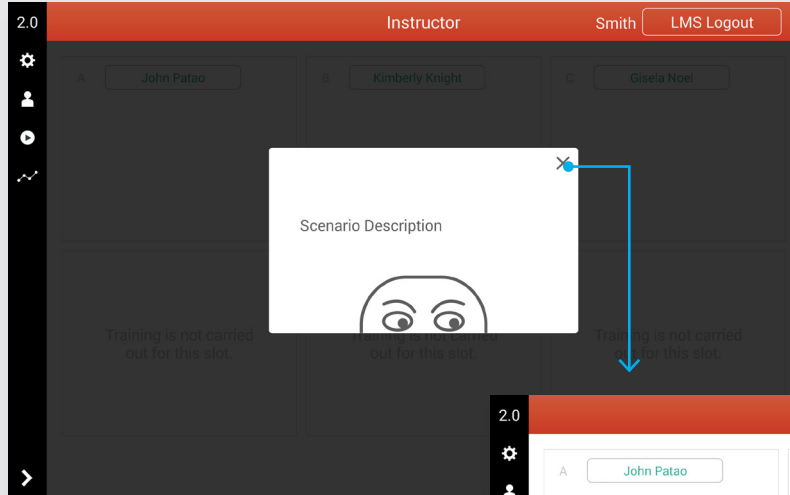 2.0
Instructor
Smith
LMS Logout
A
John Patao
B
Kimberly Knight
C
Gisela Noel
Scenario Description
Training is not carried
out for this slot.
Training is not carried
out for this slot.
Training is not carried
out for this slot.
2.0
A
John Patao